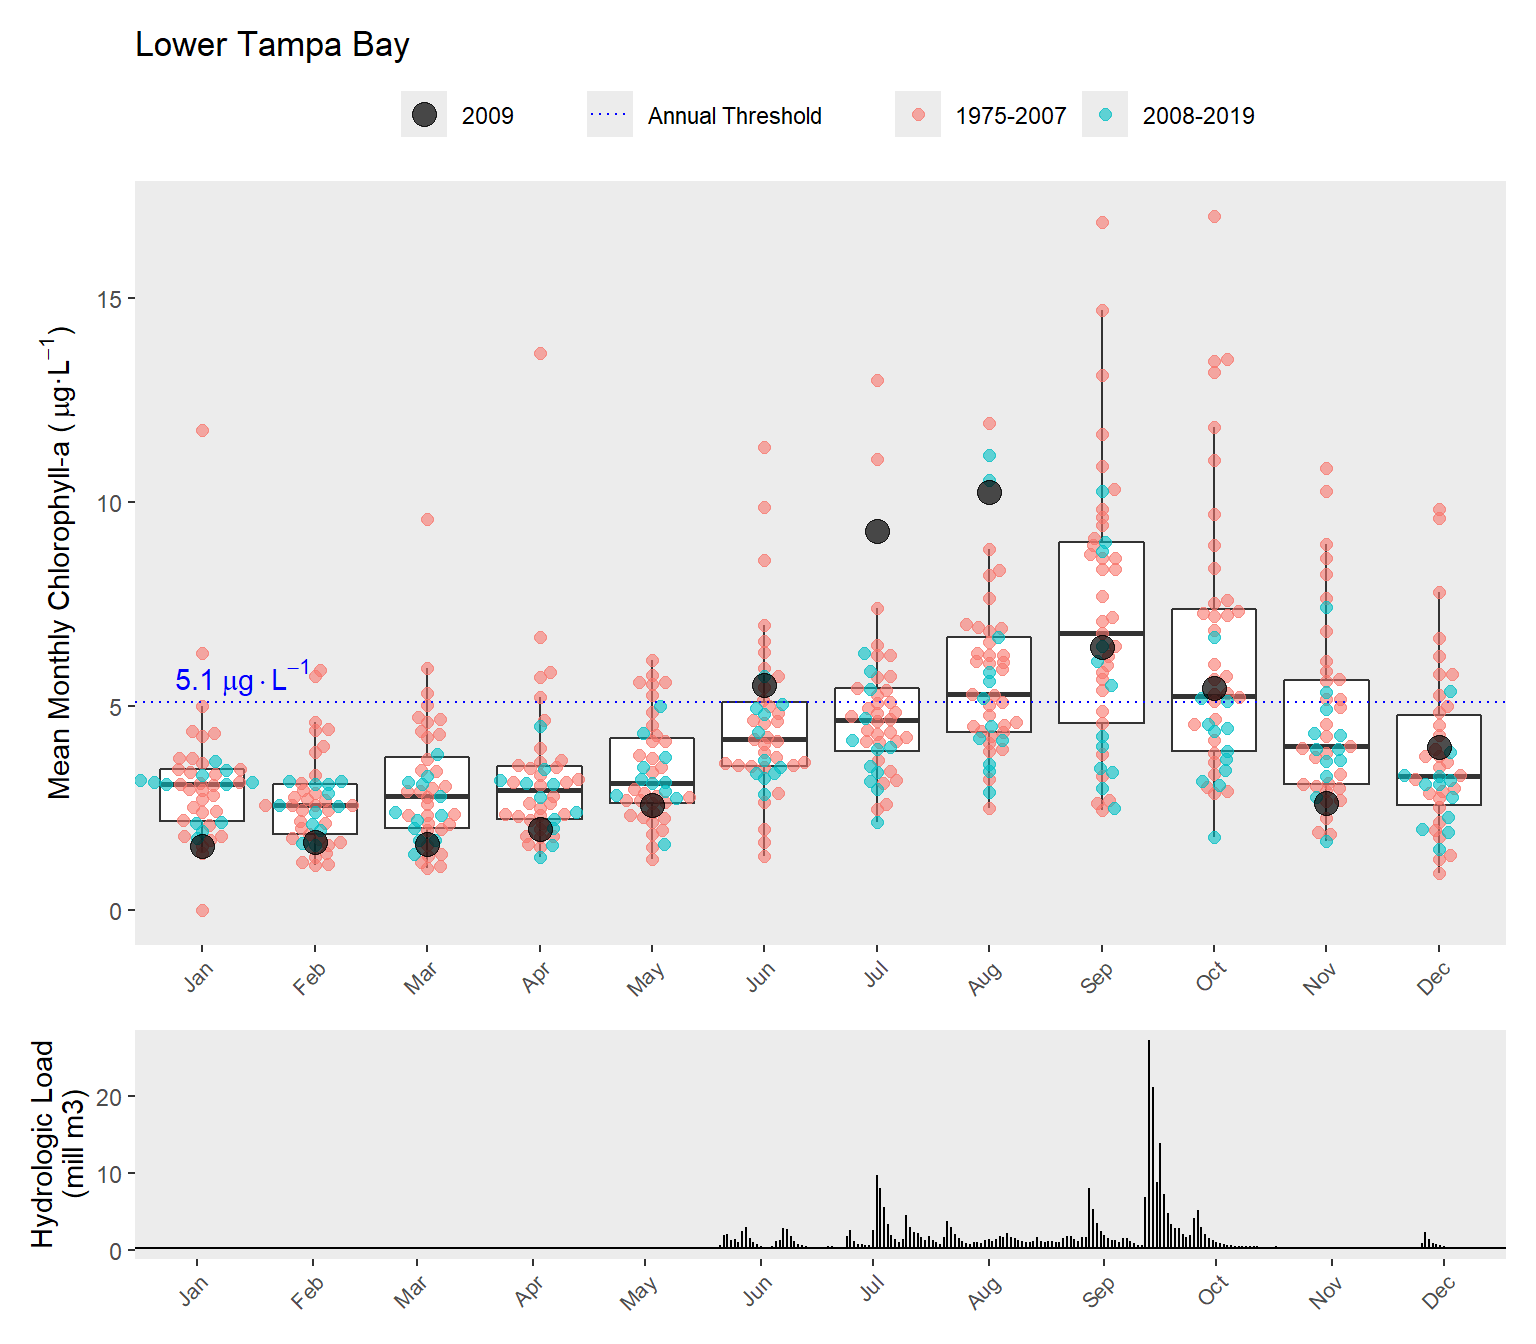 Lower Tampa Bay
2009
Annual Threshold
1975-2007
2008-2019
Mean Monthly Chlorophyll-a ( μg·L⁻¹)
15
10
5
0
5.1 μg·L⁻¹
Jan
Feb
Mar
Apr
May
Jun
Jul
Aug
Sep
Oct
Nov
Dec
Hydrologic Load
(mill m3)
20
10
0
Jan
Feb
Mar
Apr
May
Jun
Jul
Aug
Sep
Oct
Nov
Dec